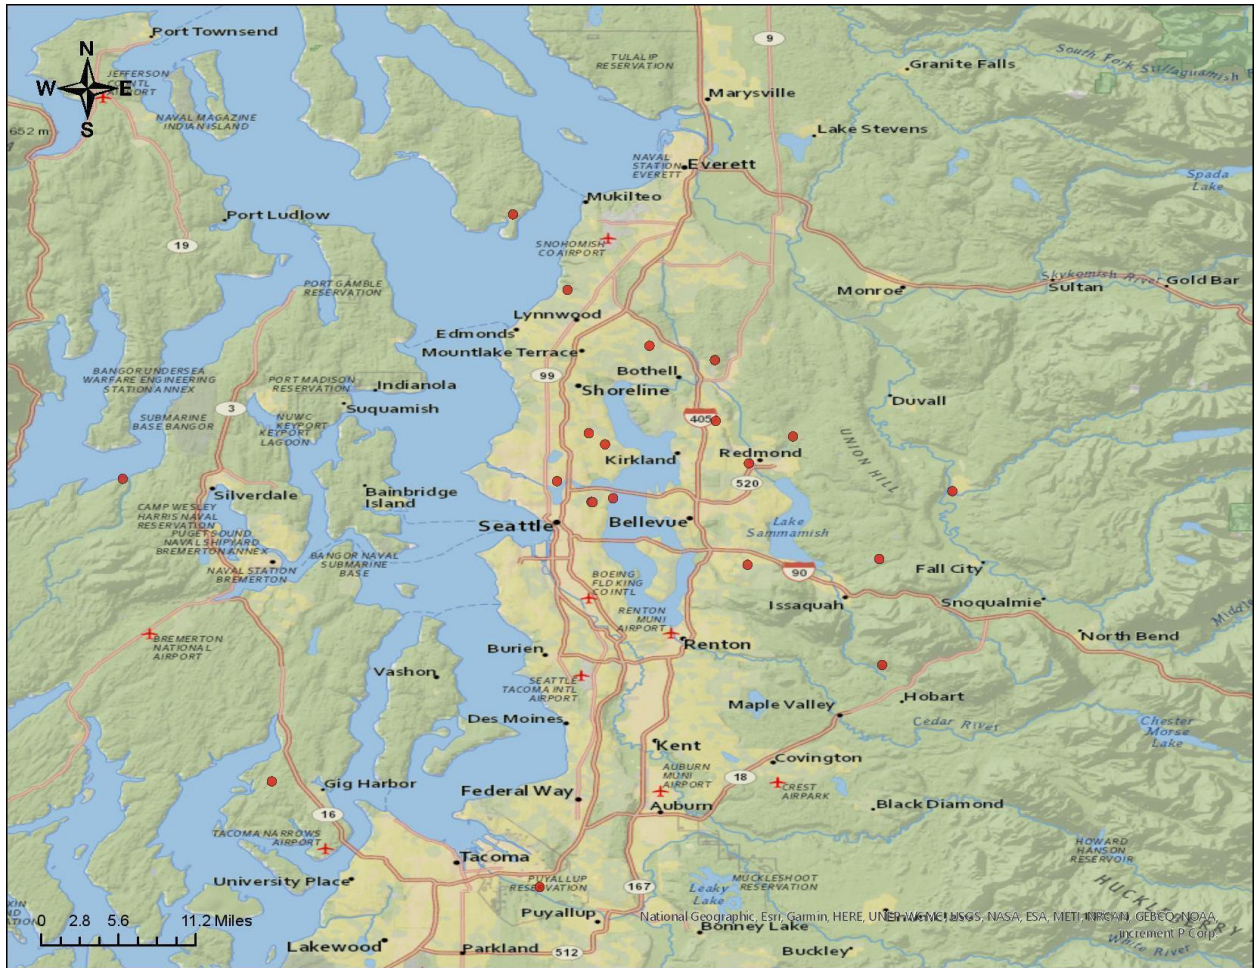 Port Townsend
9
TULALIP
RESERVATION
South Fork Stillaguamish
Granite Falls
N
W
E
S
JEFFERSON
Marysville
NAVAL MAGAZINE
INDIAN ISLAND
652 m
Lake Stevens
NAVAL
STATION
EVERETT
Everett
Spada
Lake
Mukilteo
Port Ludlow
19
SNOHOMISH
CO AIRPORT
PORT GAMBLE
RESERVATION
Skykomish River
Gold Bar
Sultan
Monroe
Lynnwood
Edmonds
Mountlake Terrace
BANGOR UNDERSEA
WARFARE ENGINEERING
STATION ANNEX
PORT MADISON
RESERVATION
Indianola
99
Bothell
Shoreline
Duvall
3
Suquamish
SUBMARINE
BASE BANGOR
NUWC
KEYPORT
KEYPORT
LAGOON
405
UNION HILL
Kirkland
Redmond
520
Silverdale
Bainbridge
Island
CAMP WESLEY
HARRIS NAVAL
RESERVATION
PUGET SOUND
NAVAL SHIPYARD
BREMERTON ANNEX
Seattle
Bellevue
Lake
Sammamish
BANGOR NAVAL
SUBMARINE
BASE
NAVAL STATION
BREMERTON
BOEING
FLD KING
CO INTL
90
Fall City
Issaquah
Snoqualmie
Middle
RENTON
MUNI
AIRPORT
Renton
North Bend
BREMERTON
NATIONAL
AIRPORT
Burien
Vashon
SEATTLE
TACOMA INTL
AIRPORT
Hobart
Maple Valley
Des Moines
Cedar River
Chester
Morse
Lake
Kent
Covington
AUBURN
MUNI
AIRPORT
18
CREST
AIRPARK
Gig Harbor
Federal Way
Auburn
Black Diamond
16
TACOMA NARROWS
AIRPORT
HOWARD
HANSON
RESERVOIR
Tacoma
University Place
PUYALLUP
RESERVATION
167
MUCKLESHOOT
RESERVATION
Leaky
Lake
HUCKLEBERRY
0 2.8 5.6 11.2 Miles
Puyallup
National Geographic, Esri, Garmin, HERE, UNEP-WCMC, USGS, NASA, ESA, METI, NRCAN, GEBCO, NOAA,
increment P Corp.
Bonney Lake
White River
Lakewood
Parkland
512
Buckley